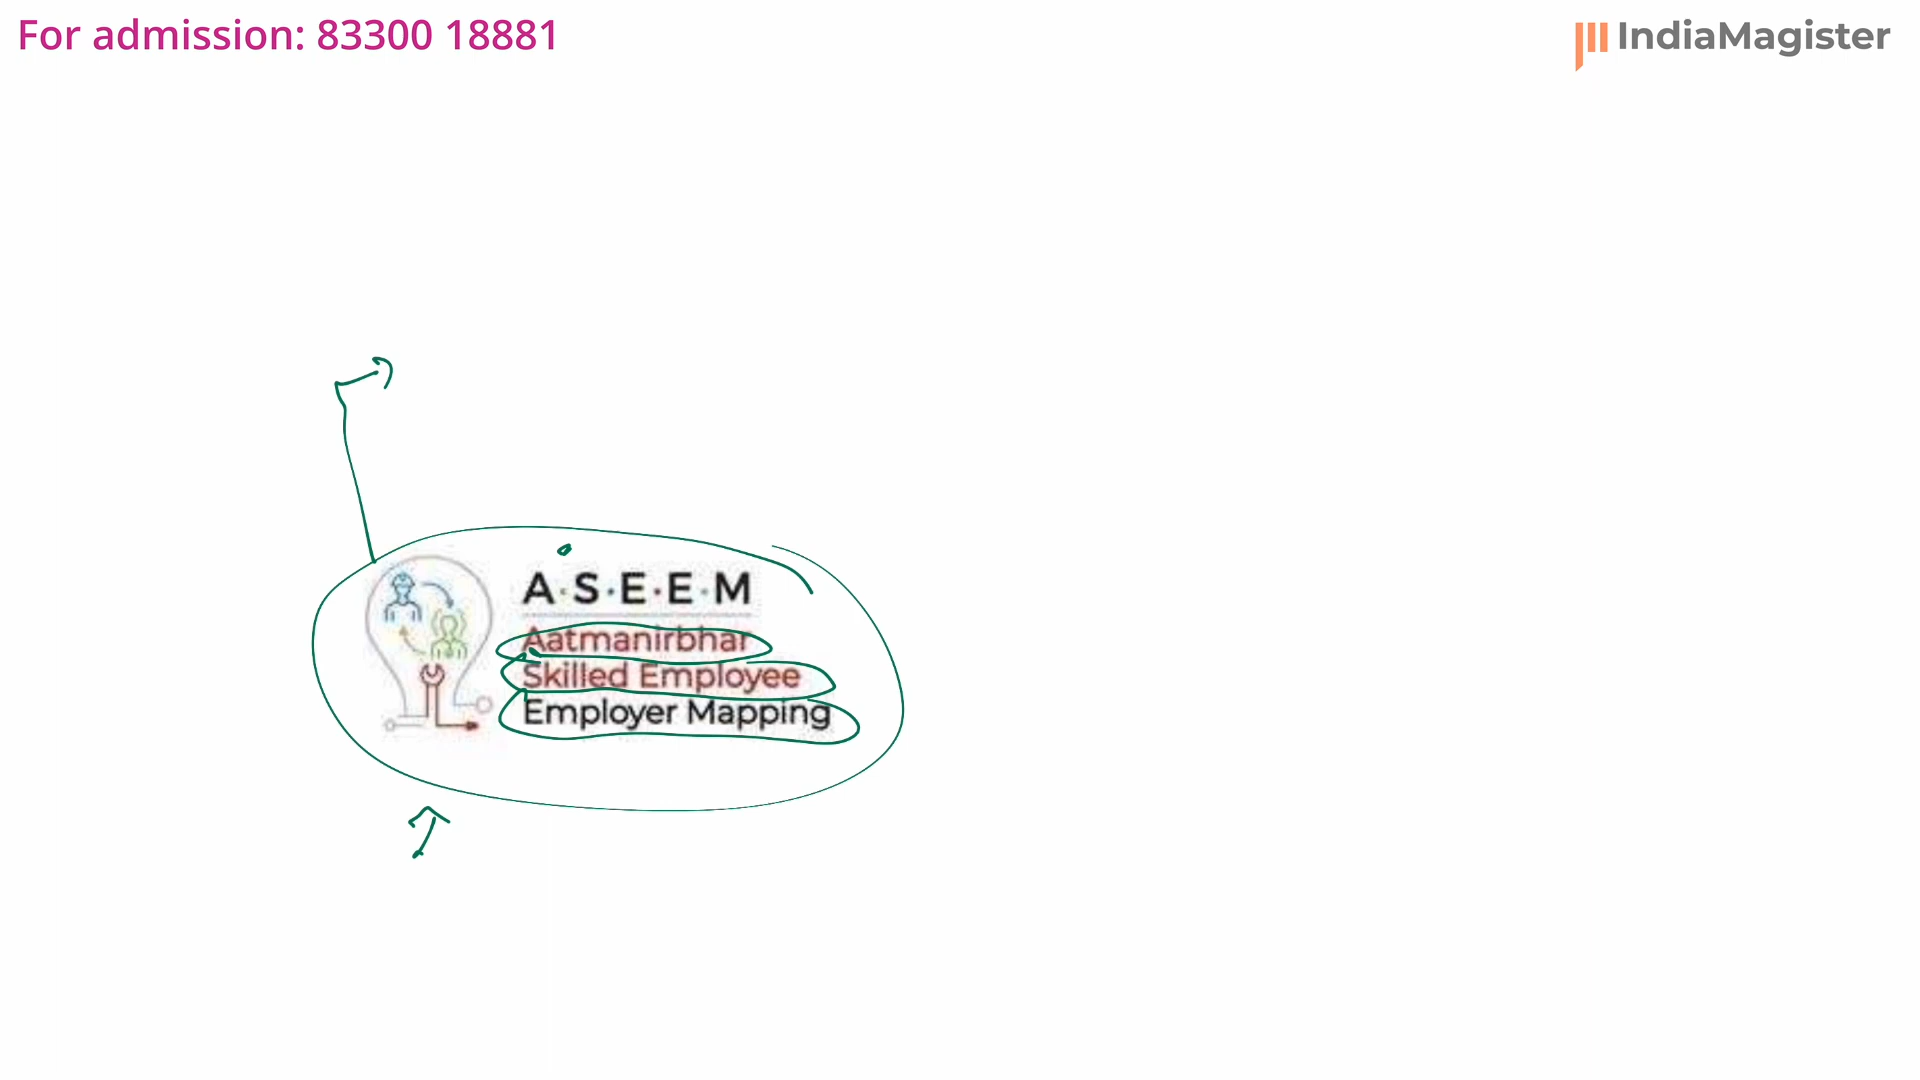 For admission: 83300 18881
IndiaMagister
A·S·E·E·M
Aatmanirbhar
Skilled Employee
Employer Mapping